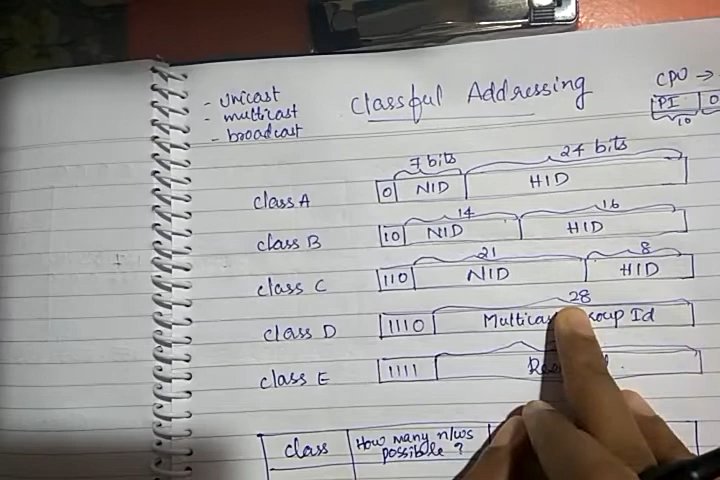 - Unicast
- multicast
- broadcast
Classful Addressing
CPU →
PI
10
7 bits
24 bits
class A
0 NID HID
14
16
class B
10 NID HID
21
8
class C
110 NID HID
28
class D
1110 Id
class E
1111
class
How many n/ws
possible ?